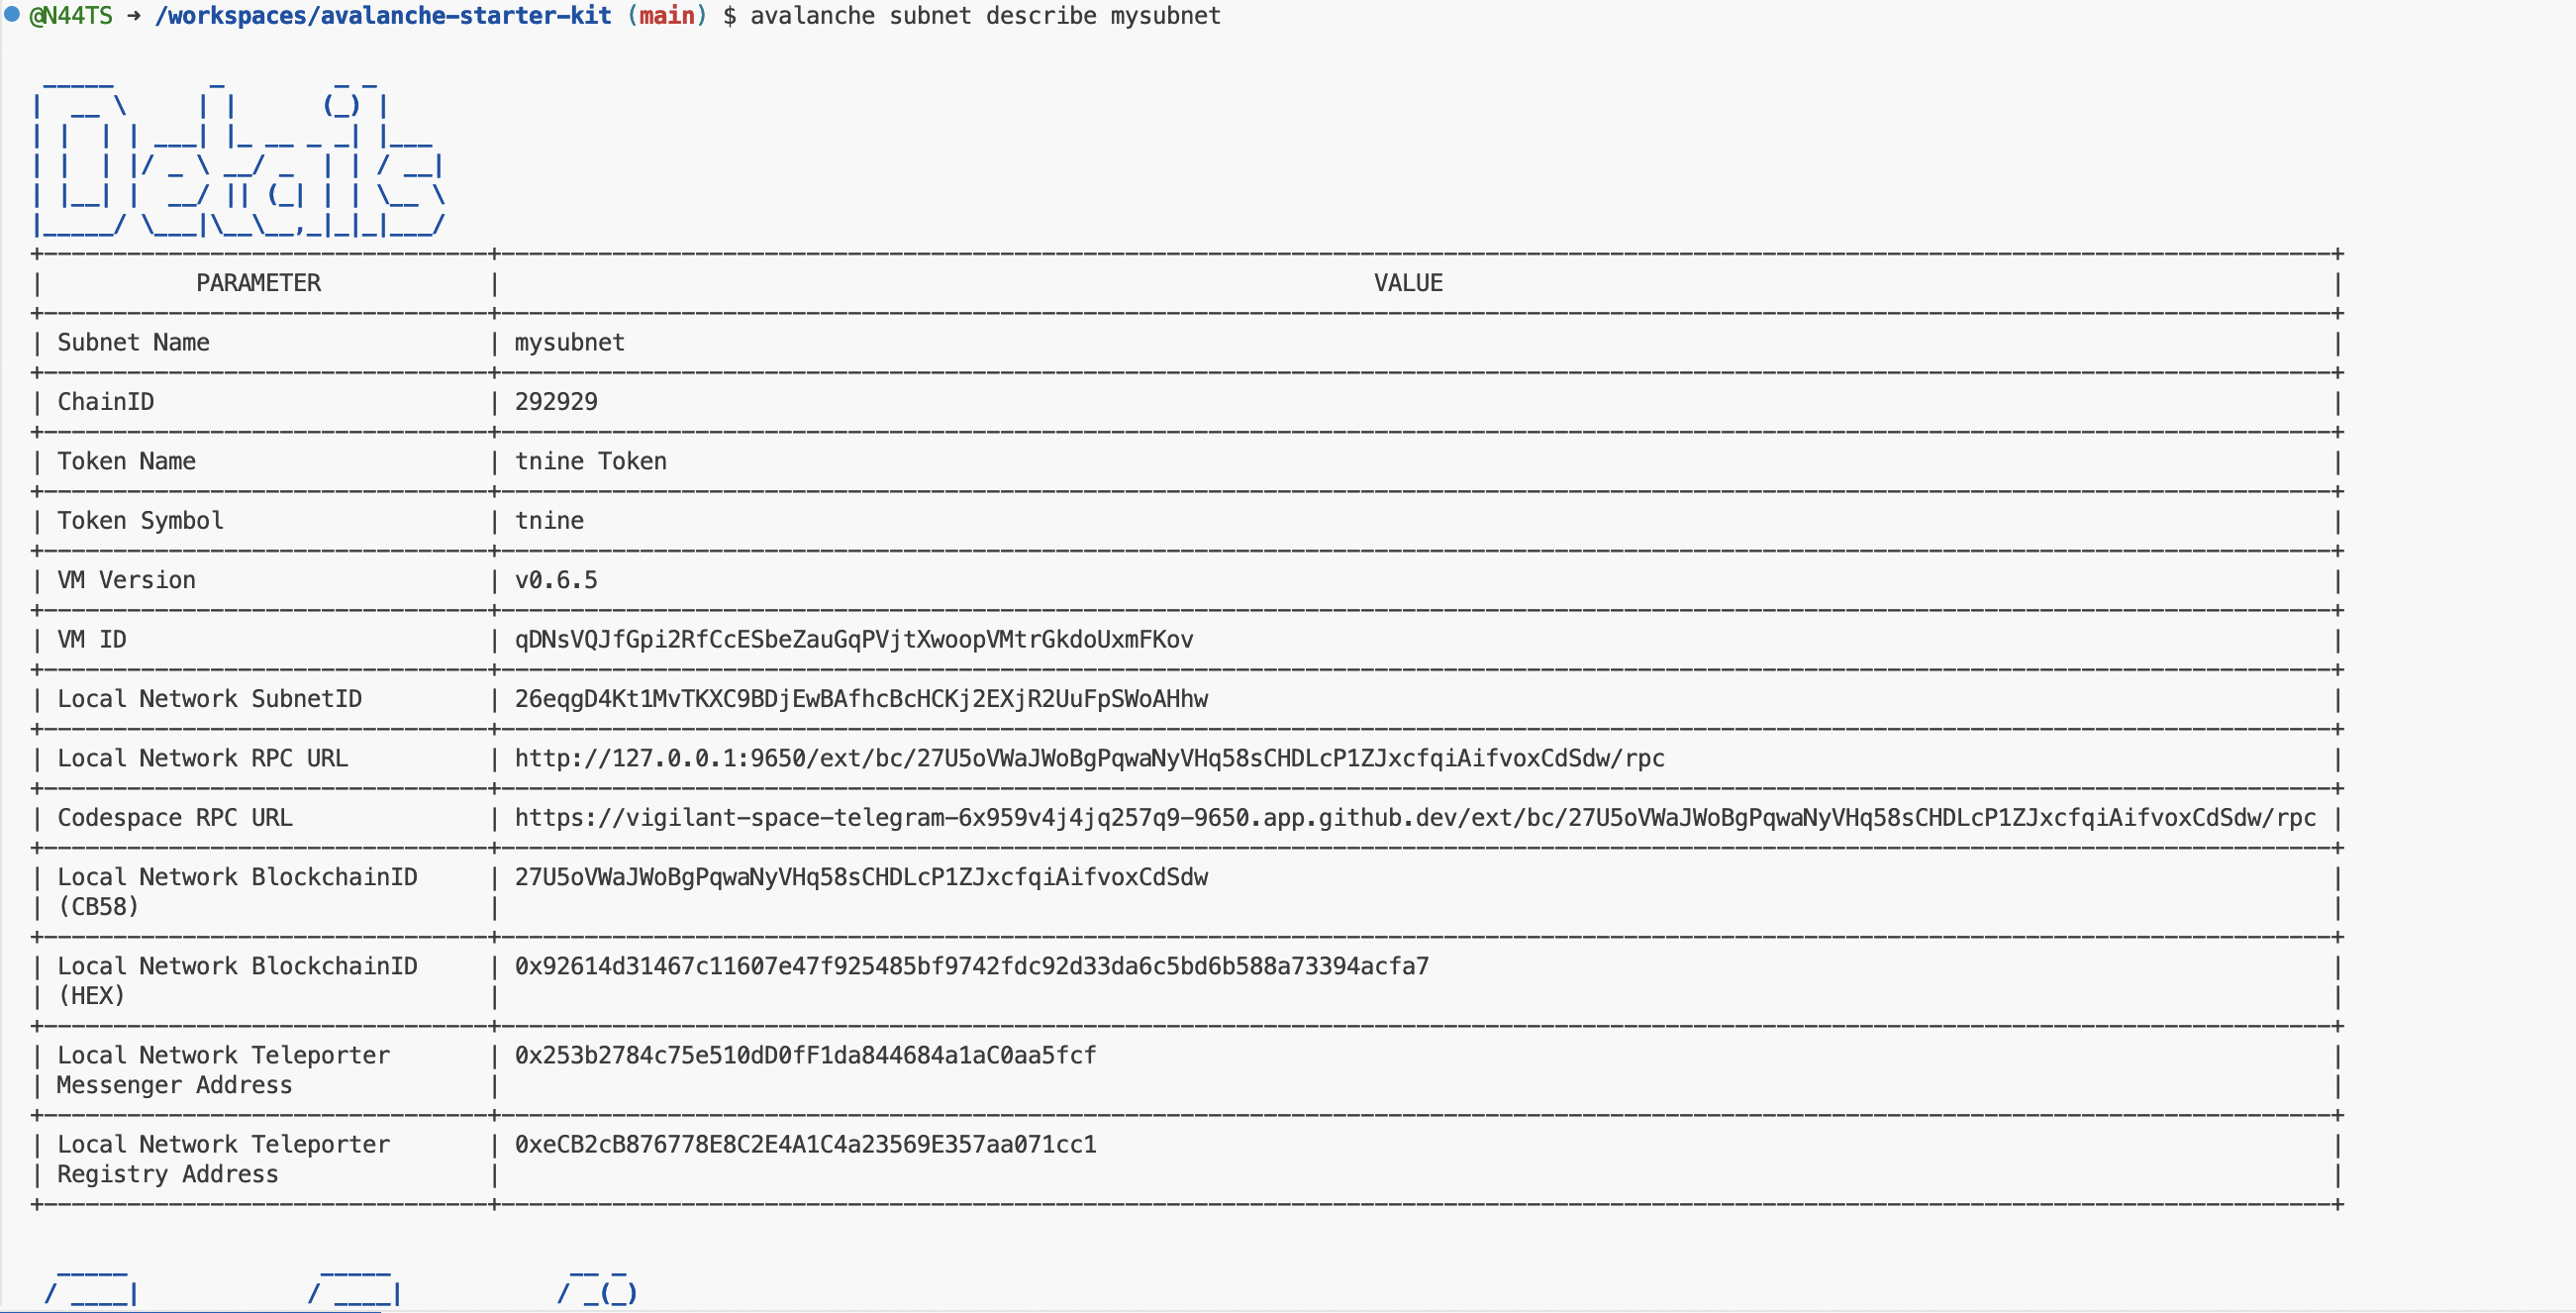 @N44TS → /workspaces/avalanche-starter-kit (main) $ avalanche subnet describe mysubnet
Details
PARAMETER VALUE
Subnet Name mysubnet
ChainID 292929
Token Name tnine Token
Token Symbol tnine
VM Version v0.6.5
VM ID qDNsVQJfGpi2RfCcESbeZauGqPVjtXwoopVMtrGkdoUxmFKov
Local Network SubnetID 26eqgD4Kt1MvTKXC9BDjEwBAfhcBcHCKj2EXjR2UuFpSWoAHhw
Local Network RPC URL http://127.0.0.1:9650/ext/bc/27U5oVWaJWoBgPqwaNyVHq58sCHDLcP1ZJxcfqiAifvoxCdSdw/rpc
Codespace RPC URL https://vigilant-space-telegram-6x959v4j4jq257q9-9650.app.github.dev/ext/bc/27U5oVWaJWoBgPqwaNyVHq58sCHDLcP1ZJxcfqiAifvoxCdSdw/rpc
Local Network BlockchainID 27U5oVWaJWoBgPqwaNyVHq58sCHDLcP1ZJxcfqiAifvoxCdSdw
(CB58)
Local Network BlockchainID 0x92614d31467c11607e47f925485bf9742fdc92d33da6c5bd6b588a73394acfa7
(HEX)
Local Network Teleporter 0x253b2784c75e510dD0fF1da844684a1aC0aa5fcf
Messenger Address
Local Network Teleporter 0xeCB2cB876778E8C2E4A1C4a23569E357aa071cc1
Registry Address